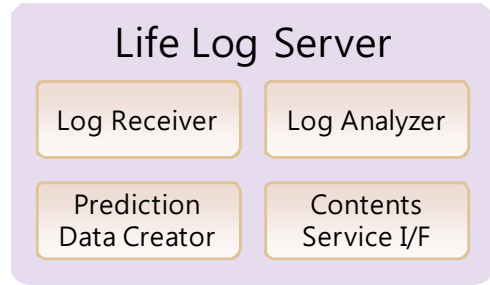 Life Log Server
Log Receiver
Log Analyzer
Prediction
Data Creator
Contents
Service I/F